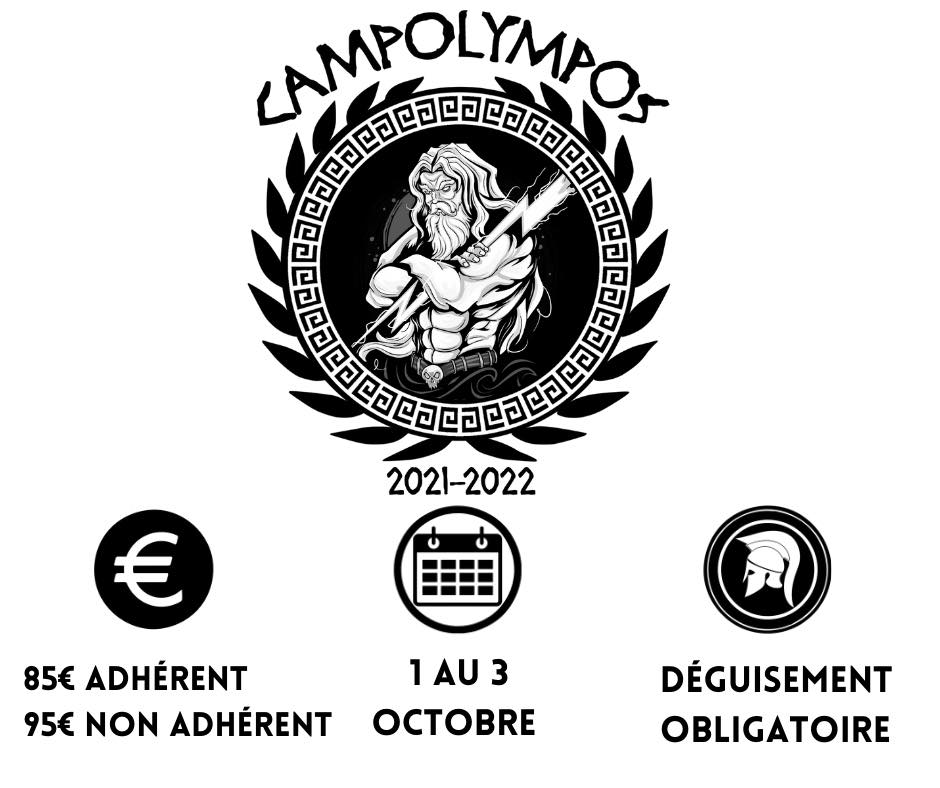 CAMPOLYMPOS
2021-2022
€
85€ ADHÉRENT
95€ NON ADHÉRENT
1 AU 3
OCTOBRE
DÉGUISEMENT
OBLIGATOIRE